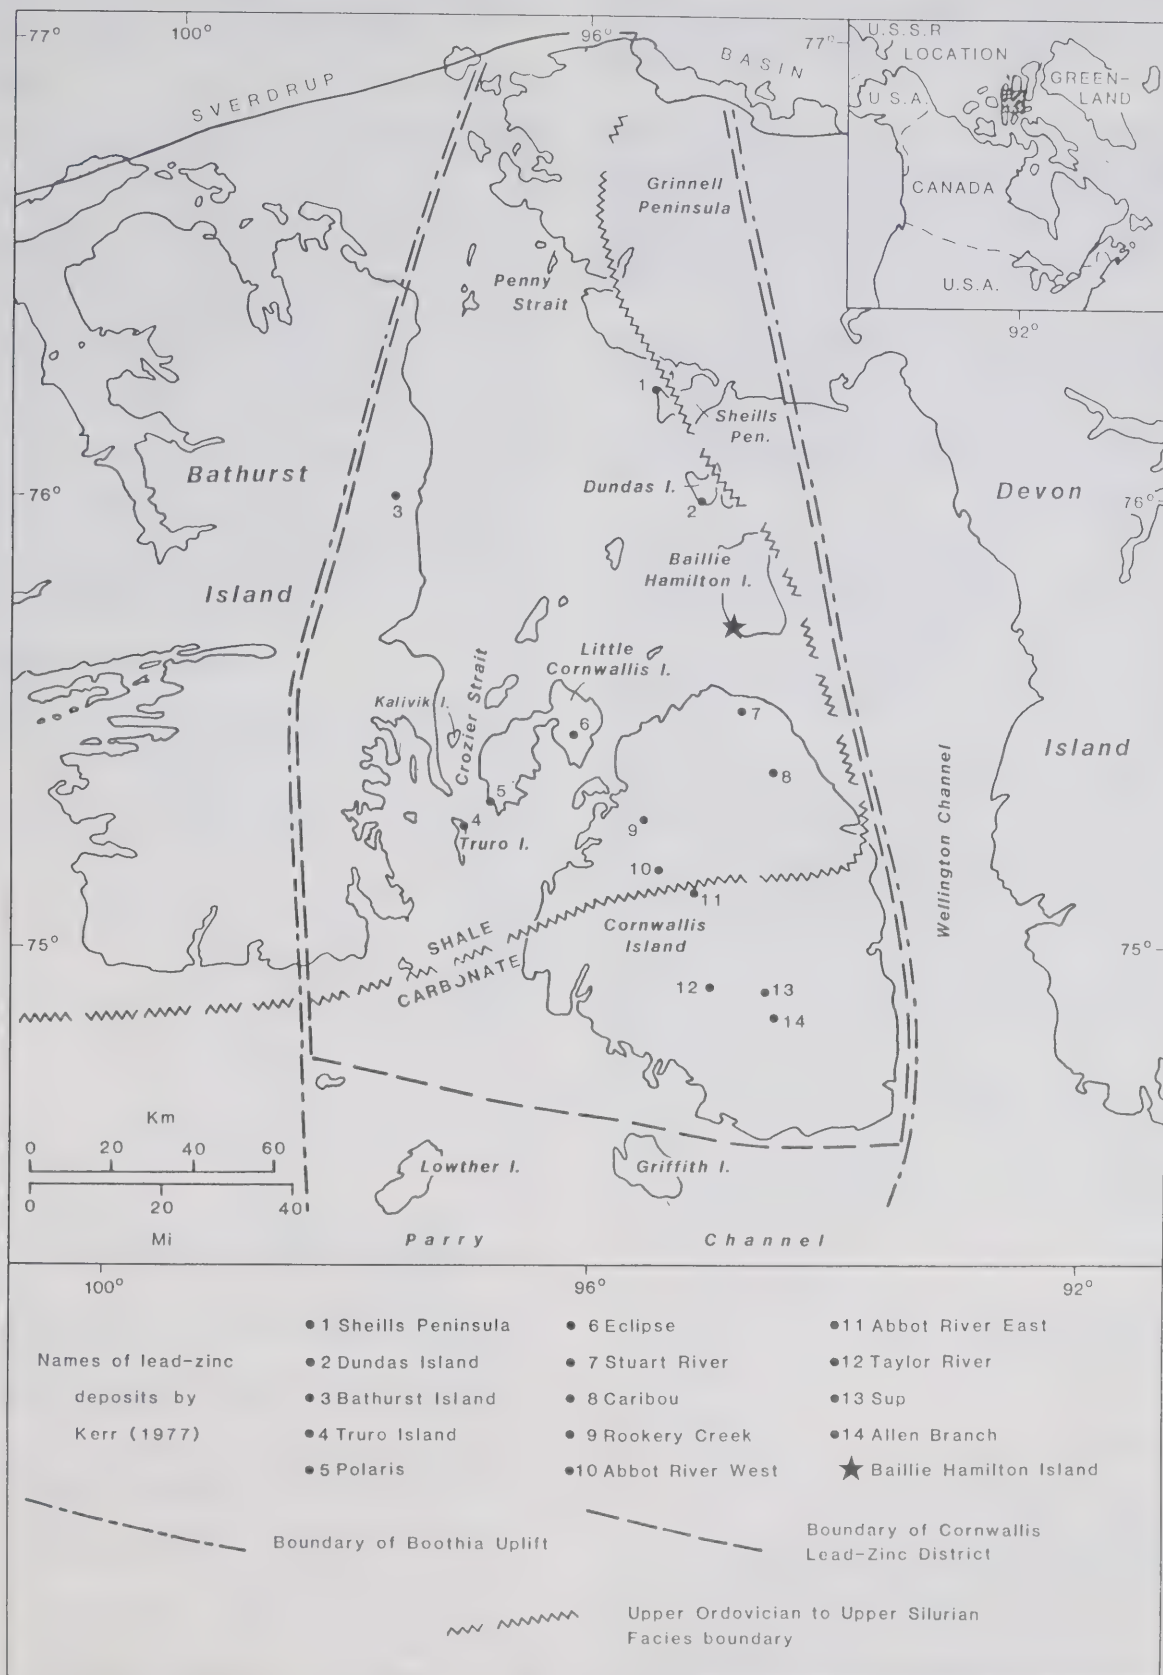 77°
100°
96°
77°
U.S.S.R
LOCATION
U.S.A.
GREEN-
LAND
CANADA
U.S.A.
92°
SVERDRUP
BASIN
Grinnell
Peninsula
Penny
Strait
1
Sheills
Pen.
Bathurst
76°
3
Dundas I.
2
Devon
76°
Baillie
Hamilton I.
Island
Little
Cornwallis I.
Kalivik I.
Crozier Strait
6
7
8
Island
5
4
Truro I.
9
10
11
Wellington Channel
75°
SHALE
CARBONATE
Cornwallis
Island
75°
12
13
14
Km
0 20 40 60
0 20 40
Mi
Lowther I.
Griffith I.
Parry Channel
100°
96°
92°
Names of lead-zinc
deposits by
Kerr (1977)
1 Sheills Peninsula
2 Dundas Island
3 Bathurst Island
4 Truro Island
5 Polaris
6 Eclipse
7 Stuart River
8 Caribou
9 Rookery Creek
10 Abbot River West
11 Abbot River East
12 Taylor River
13 Sup
14 Allen Branch
Baillie Hamilton Island
Boundary of Boothia Uplift
Boundary of Cornwallis
Lead-Zinc District
Upper Ordovician to Upper Silurian
Facies boundary